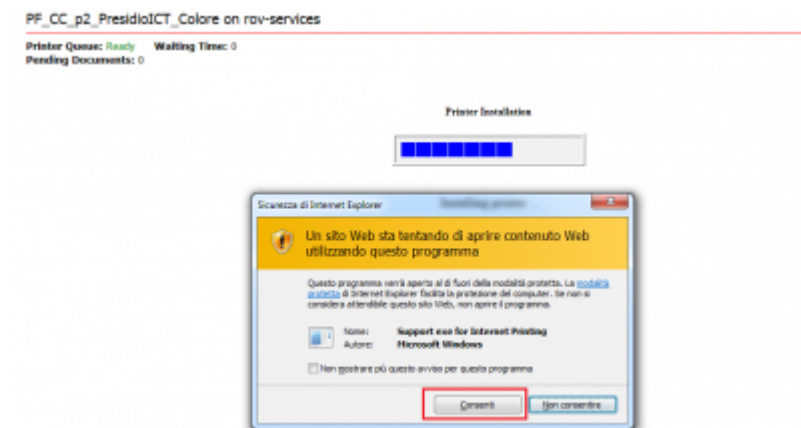 PF_CC_p2_PresidioICT_Colore on rov-services
Printer Queue: Ready Waiting Time: 0
Pending Documents: 0
Printer Installation
Sicurezza di Internet Explorer
Installing printer ...
Un sito Web sta tentando di aprire contenuto Web
utilizzando questo programma
Questo programma verrà aperto al di fuori della modalità protetta. La modalità
protetta di Internet Explorer facilita la protezione del computer. Se non si
considera attendibile questo sito Web, non aprire il programma.
Nome: Support exe for Internet Printing
Autore: Microsoft Windows
Non mostrare più questo avviso per questo programma
Consenti Non consentire